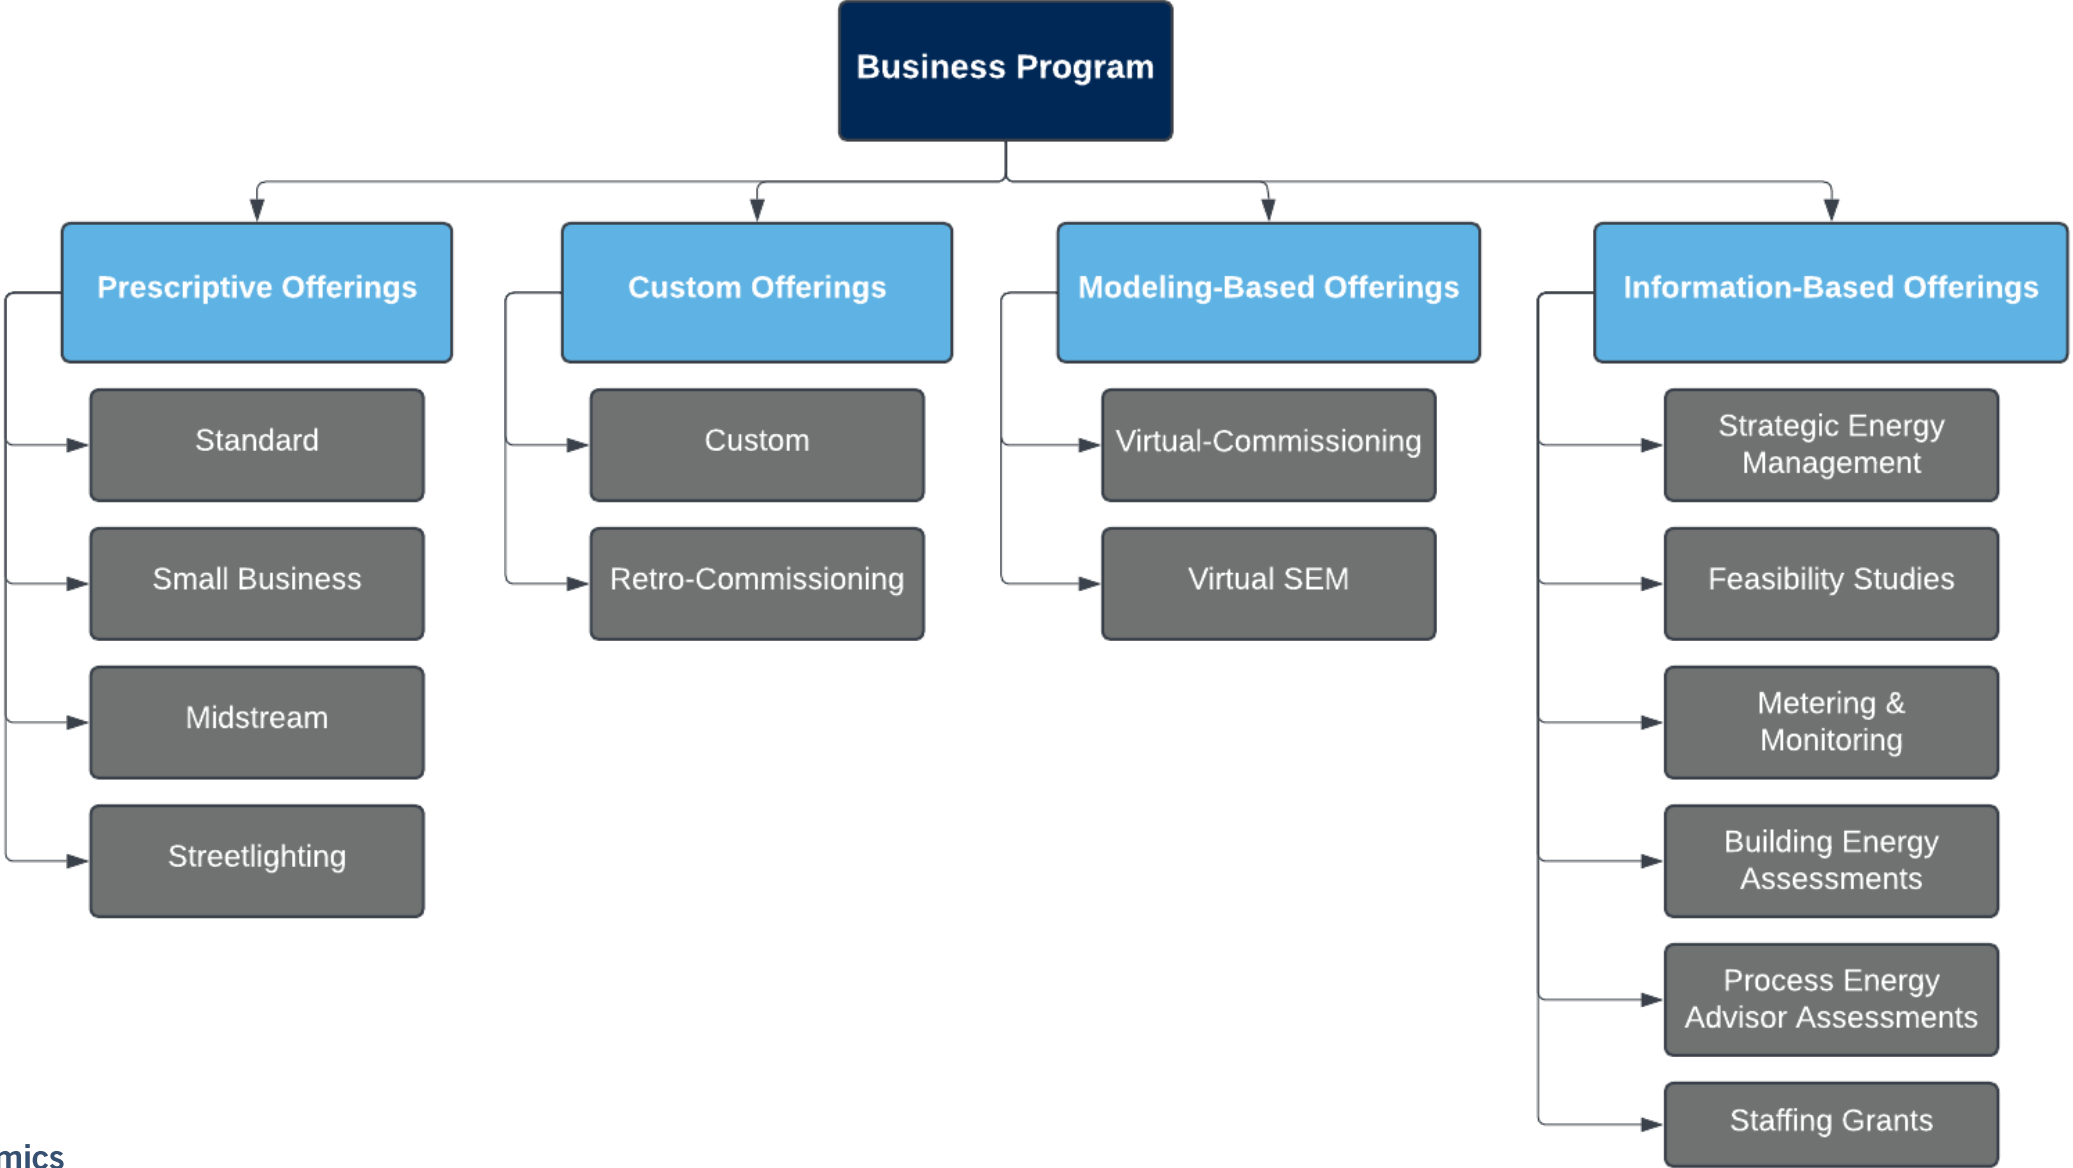 Business Program
Prescriptive Offerings
Standard
Small Business
Midstream
Streetlighting
Custom Offerings
Custom
Retro-Commissioning
Modeling-Based Offerings
Virtual-Commissioning
Virtual SEM
Information-Based Offerings
Strategic Energy
Management
Feasibility Studies
Metering &
Monitoring
Building Energy
Assessments
Process Energy
Advisor Assessments
Staffing Grants
mics